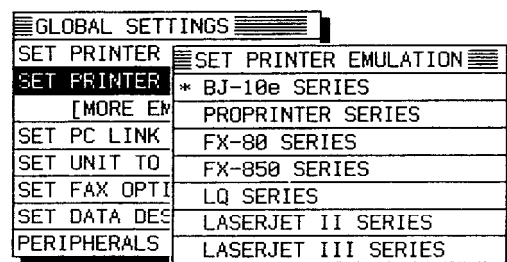 GLOBAL SETTINGS
SET PRINTER
SET PRINTER
[MORE EM
SET PC LINK
SET UNIT TO
SET FAX OPTI
SET DATA DES
PERIPHERALS
SET PRINTER EMULATION
* BJ-10e SERIES
PROPRINTER SERIES
FX-80 SERIES
FX-850 SERIES
LQ SERIES
LASERJET II SERIES
LASERJET III SERIES